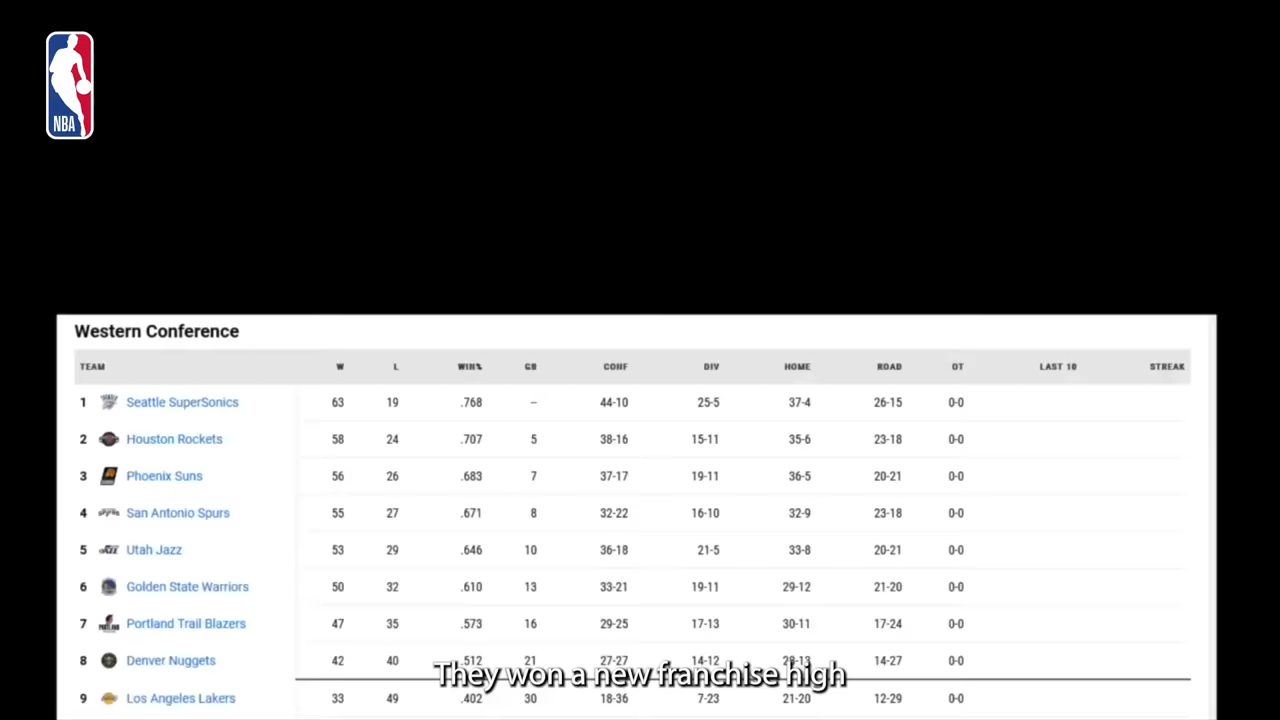 NBA
Western Conference
TEAM W L WIN% GB CONF DIV HOME ROAD OT LAST 10 STREAK
1 Seattle SuperSonics 63 19 .768 – 44-10 25-5 37-4 26-15 0-0
2 Houston Rockets 58 24 .707 5 38-16 15-11 35-6 23-18 0-0
3 Phoenix Suns 56 26 .683 7 37-17 19-11 36-5 20-21 0-0
4 San Antonio Spurs 55 27 .671 8 32-22 16-10 32-9 23-18 0-0
5 Utah Jazz 53 29 .646 10 36-18 21-5 33-8 20-21 0-0
6 Golden State Warriors 50 32 .610 13 33-21 19-11 29-12 21-20 0-0
7 Portland Trail Blazers 47 35 .573 16 29-25 17-13 30-11 17-24 0-0
8 Denver Nuggets 42 40 .512 21 27-27 14-12 28-13 14-27 0-0
They won a new franchise high
9 Los Angeles Lakers 33 49 .402 30 18-36 7-23 21-20 12-29 0-0